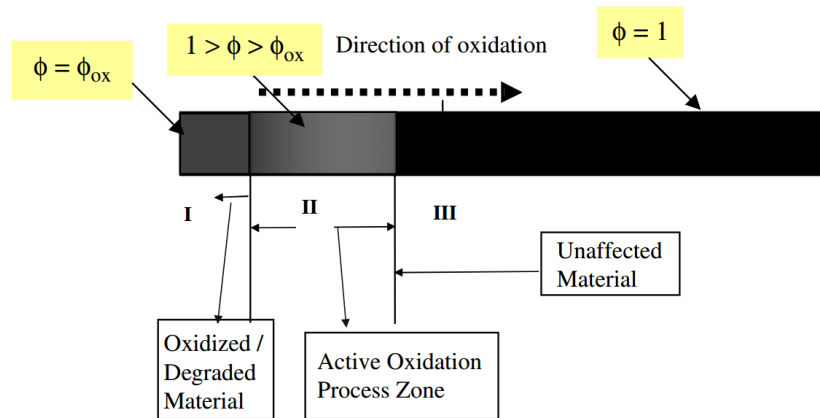 ϕ = ϕox
1 > ϕ > ϕox
Direction of oxidation
ϕ = 1
I
II
III
Unaffected
Material
Oxidized /
Degraded
Material
Active Oxidation
Process Zone